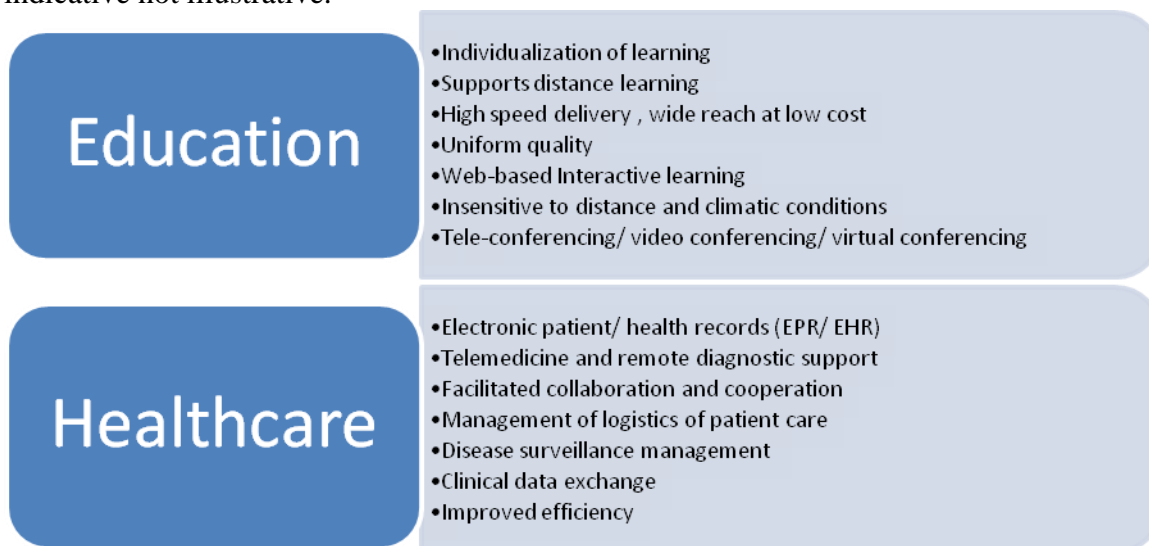 indicative not illustrative.
Education
•Individualization of learning
•Supports distance learning
•High speed delivery , wide reach at low cost
•Uniform quality
•Web-based Interactive learning
•Insensitive to distance and climatic conditions
•Tele-conferencing/ video conferencing/ virtual conferencing
Healthcare
•Electronic patient/ health records (EPR/ EHR)
•Telemedicine and remote diagnostic support
•Facilitated collaboration and cooperation
•Management of logistics of patient care
•Disease surveillance management
•Clinical data exchange
•Improved efficiency